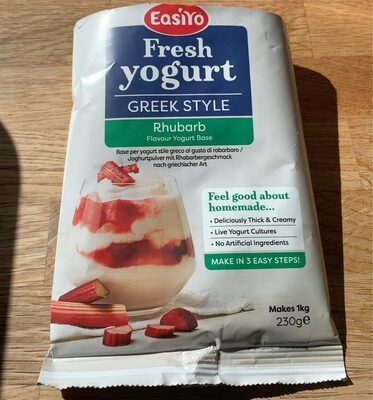 EasiYo
Fresh
yogurt
GREEK STYLE
Rhubarb
Flavour Yogurt Base
Base per yogurt stile greco al gusto di rabarbaro /
Joghurtpulver mit Rhabarbergeschmack
nach griechischer Art
Feel good about
homemade...
• Deliciously Thick & Creamy
• Live Yogurt Cultures
• No Artificial Ingredients
MAKE IN 3 EASY STEPS!
Makes 1kg
230g℮